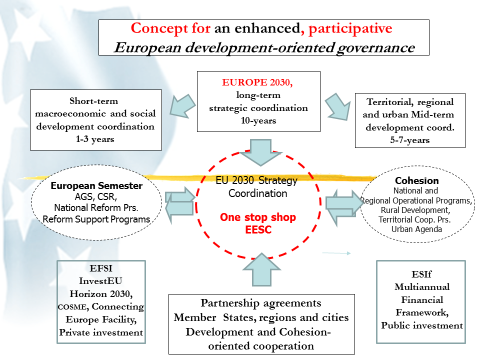 Concept for an enhanced, participative
European development-oriented governance
EUROPE 2030,
long-term
strategic coordination
10-years
Short-term
macroeconomic and social
development coordination
1-3 years
Territorial, regional
and urban Mid-term
development coord.
5-7-years
European Semester
AGS, CSR,
National Reform Prs.
Reform Support Programs
EU 2030 Strategy
Coordination
One stop shop
EESC
Cohesion
National and
Regional Operational Programs,
Rural Development,
Territorial Coop. Prs.
Urban Agenda
EFSI
InvestEU
Horizon 2030,
COSME, Connecting
Europe Facility,
Private investment
Partnership agreements
Member States, regions and cities
Development and Cohesion-
oriented cooperation
ESIf
Multiannual
Financial
Framework,
Public investment